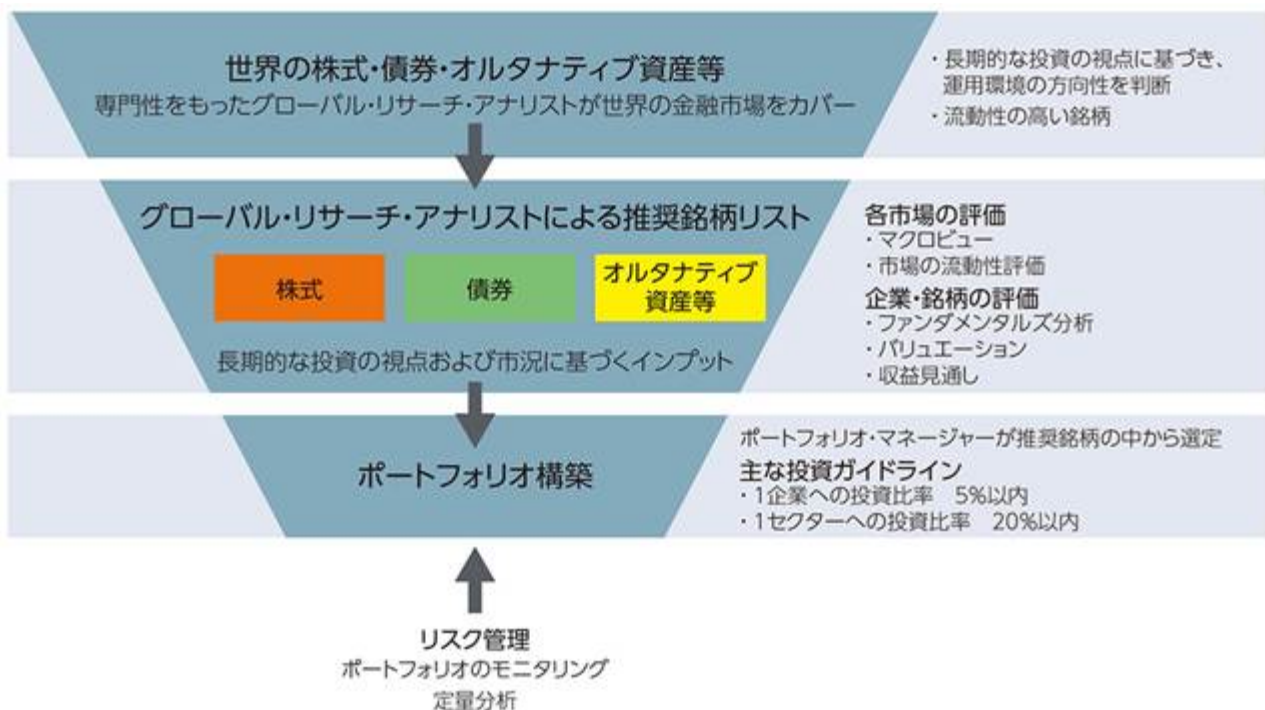 世界の株式・債券・オルタナティブ資産等
専門性をもったグローバル・リサーチ・アナリストが世界の金融市場をカバー
・長期的な投資の視点に基づき、
運用環境の方向性を判断
・流動性の高い銘柄
グローバル・リサーチ・アナリストによる推奨銘柄リスト
株式
債券
オルタナティブ
資産等
長期的な投資の視点および市況に基づくインプット
各市場の評価
・マクロビュー
・市場の流動性評価
企業・銘柄の評価
・ファンダメンタルズ分析
・バリュエーション
・収益見通し
ポートフォリオ構築
ポートフォリオ・マネージャーが推奨銘柄の中から選定
主な投資ガイドライン
・1企業への投資比率　5%以内
・1セクターへの投資比率　20%以内
リスク管理
ポートフォリオのモニタリング
定量分析